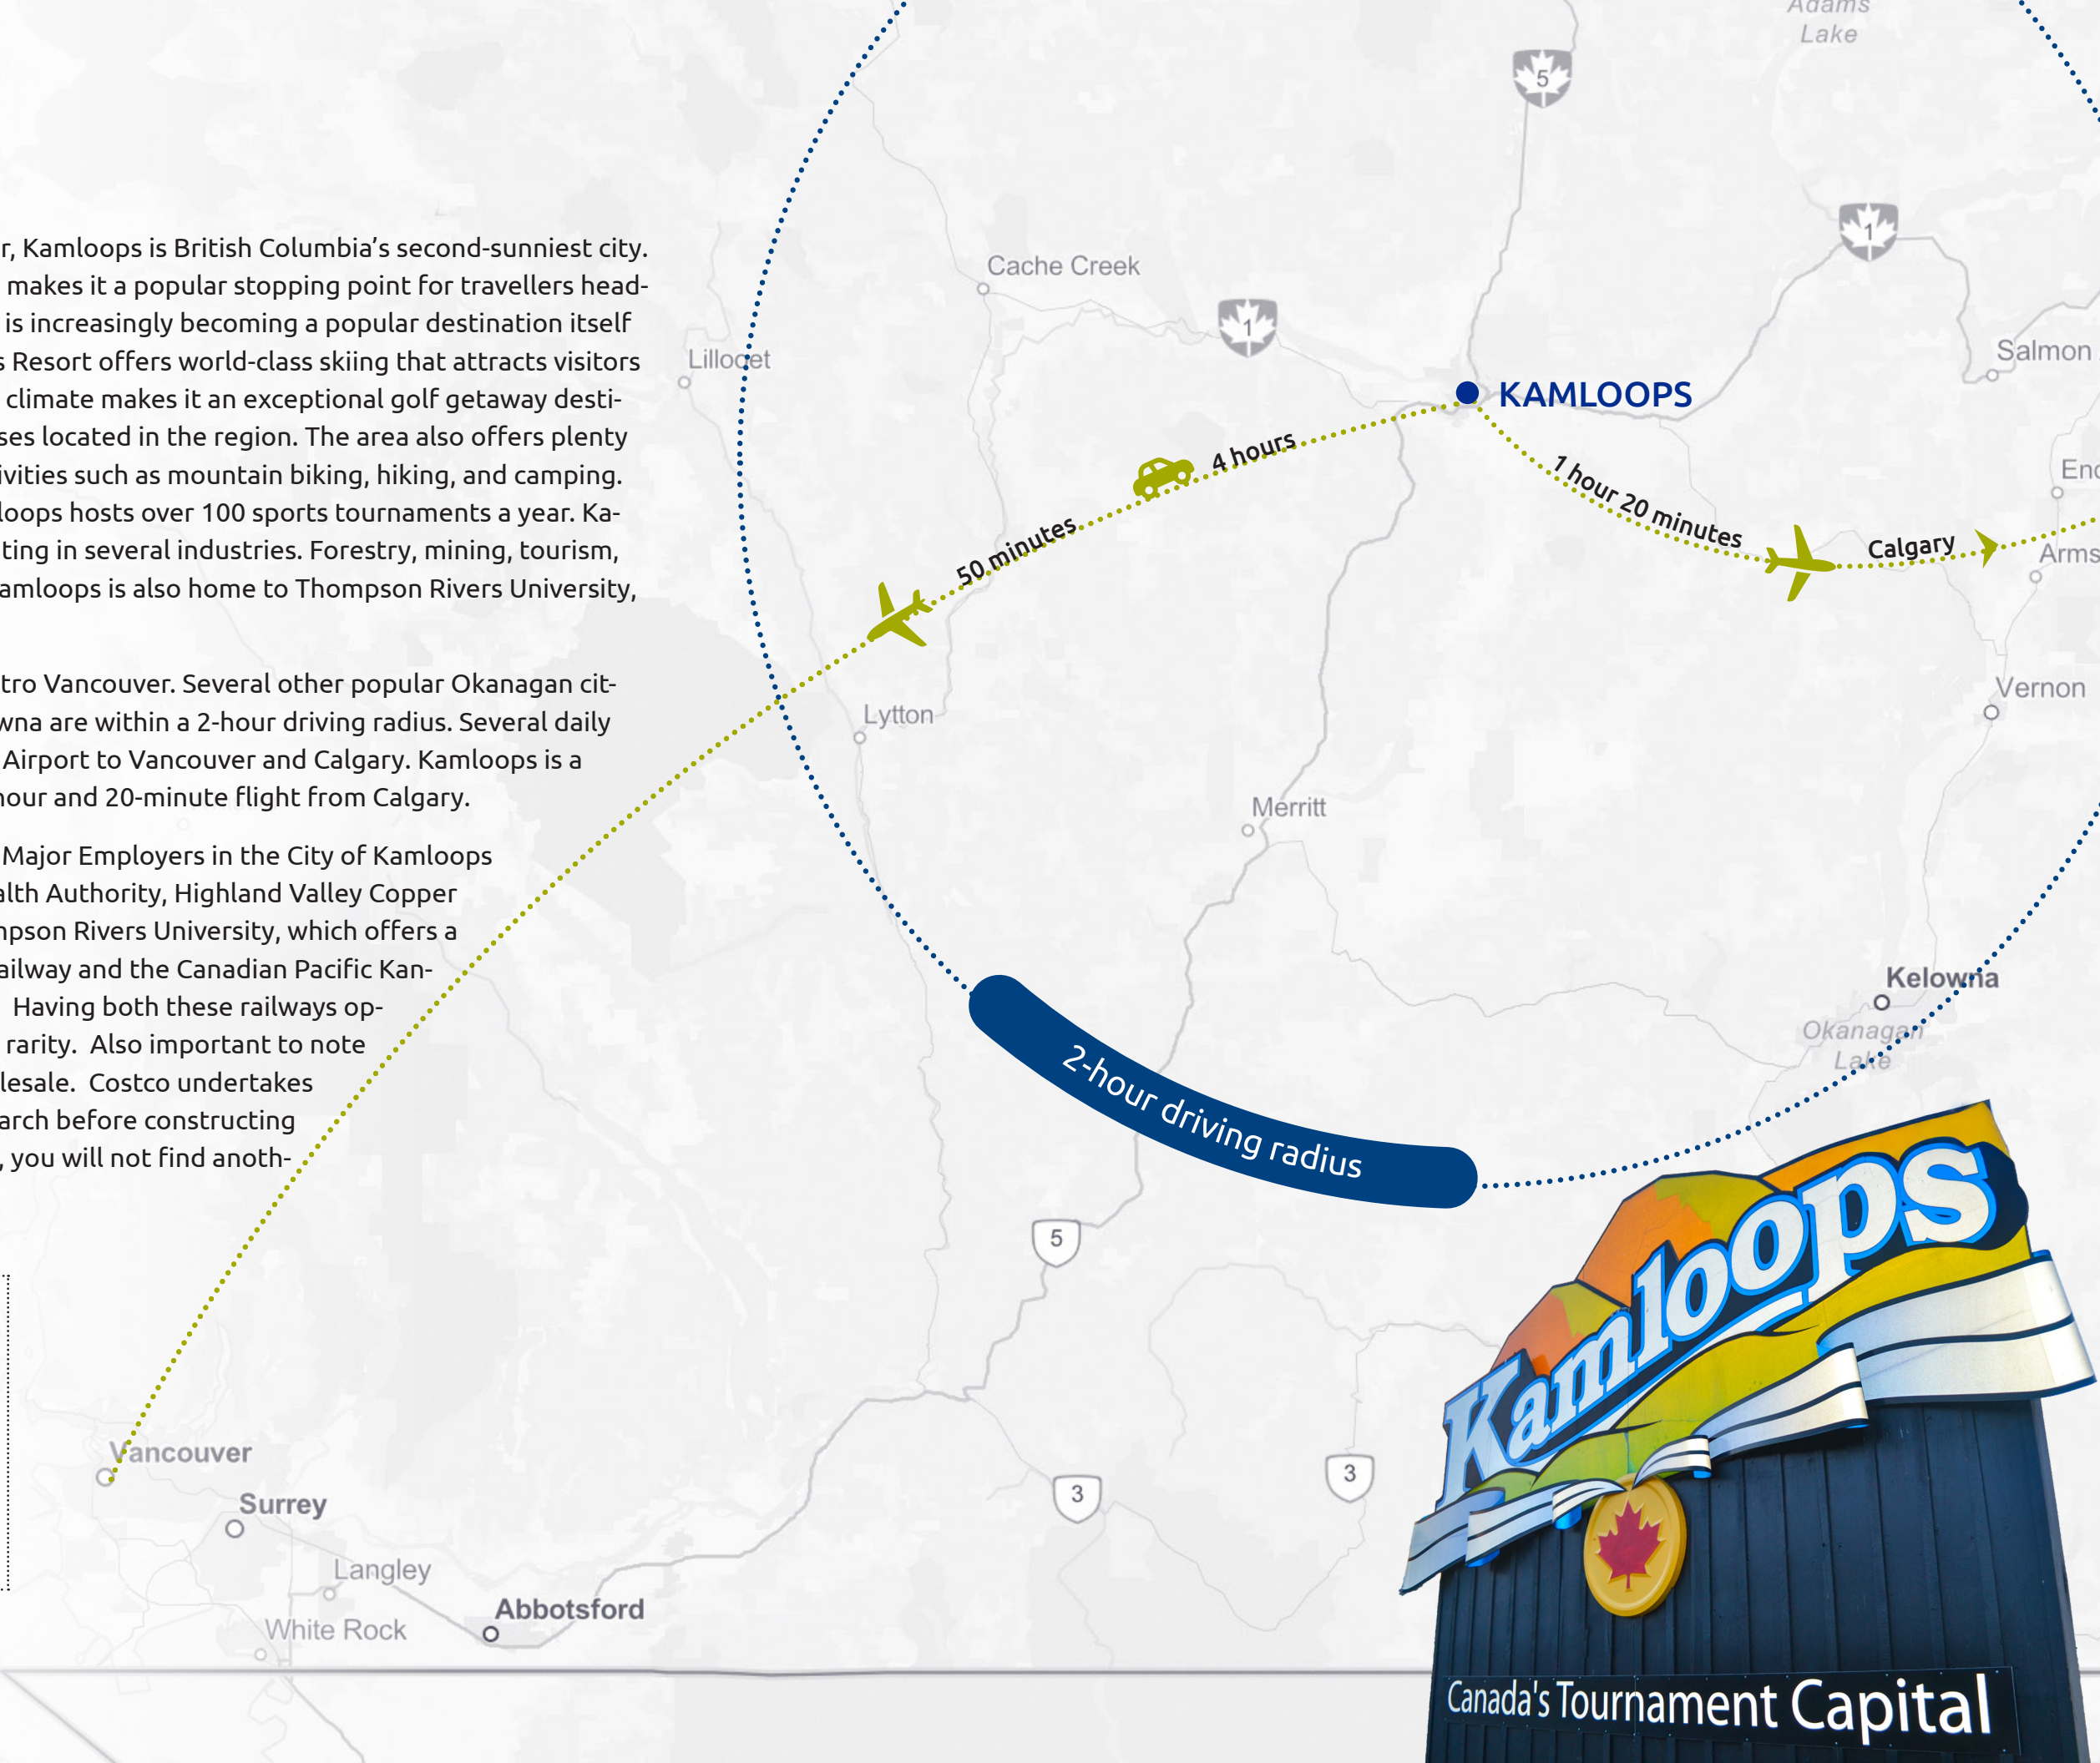 r, Kamloops is British Columbia’s second-sunniest city.
makes it a popular stopping point for travellers head-
is increasingly becoming a popular destination itself
s Resort offers world-class skiing that attracts visitors
climate makes it an exceptional golf getaway desti-
ses located in the region. The area also offers plenty
ivities such as mountain biking, hiking, and camping.
loops hosts over 100 sports tournaments a year. Ka-
ting in several industries. Forestry, mining, tourism,
amloops is also home to Thompson Rivers University,
tro Vancouver. Several other popular Okanagan cit-
wna are within a 2-hour driving radius. Several daily
Airport to Vancouver and Calgary. Kamloops is a
hour and 20-minute flight from Calgary.
Major Employers in the City of Kamloops
alth Authority, Highland Valley Copper
mpson Rivers University, which offers a
ailway and the Canadian Pacific Kan-
Having both these railways op-
rarity. Also important to note
lesale. Costco undertakes
arch before constructing
, you will not find anoth-
Adams
Lake
5
1
Cache Creek
1
Salmon
Lillooet
KAMLOOPS
4 hours
50 minutes
1 hour 20 minutes
Calgary
Arms
Vernon
Lytton
Merritt
Kelowna
Okanagan
Lake
2-hour driving radius
5
3
3
Vancouver
Surrey
Langley
White Rock
Abbotsford
Kamloops
Canada's Tournament Capital